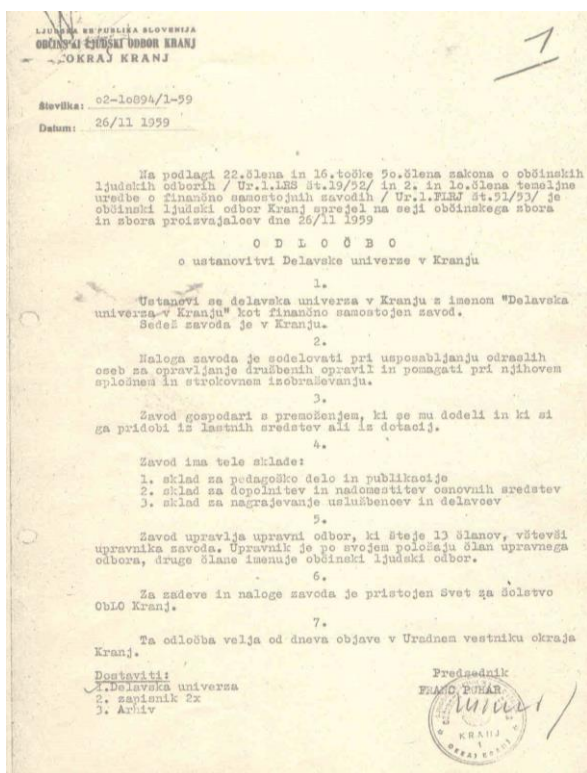 LJUDSKA REPUBLIKA SLOVENIJA
OBČINSKI LJUDSKI ODBOR KRANJ
OKRAJ KRANJ
1
Številka: o2-1o894/1-59
Datum: 26/11 1959
Na podlagi 22.člena in 16.točke 5o.člena zakona o občinskih
ljudskih odborih / Ur.l.LRS št.19/52/ in 2. in 1o.člena temeljne
uredbe o finančno samostojnih zavodih / Ur.l.FLRJ št.51/53/ je
občinski ljudski odbor Kranj sprejel na seji občinskega zbora
in zbora proizvajalcev dne 26/11 1959
O D L O Č B O
o ustanovitvi Delavske univerze v Kranju
1.
Ustanovi se delavska univerza v Kranju z imenom "Delavska
univerza v Kranju" kot finančno samostojen zavod.
Sedež zavoda je v Kranju.
2.
Naloga zavoda je sodelovati pri usposabljanju odraslih
oseb za opravljanje družbenih opravil in pomagati pri njihovem
splošnem in strokovnem izobraževanju.
3.
Zavod gospodari s premoženjem, ki se mu dodeli in ki si
ga pridobi iz lastnih sredstev ali iz dotacij.
4.
Zavod ima tele sklade:
1. sklad za pedagoško delo in publikacije
2. sklad za dopolnitev in nadomestitev osnovnih sredstev
3. sklad za nagrajevanje uslužbencev in delavcev
5.
Zavod upravlja upravni odbor, ki šteje 13 članov, vštevši
upravnika zavoda. Upravnik je po svojem položaju član upravnega
odbora, druge člane imenuje občinski ljudski odbor.
6.
Za zadeve in naloge zavoda je pristojen Svet za šolstvo
ObLO Kranj.
7.
Ta odločba velja od dneva objave v Uradnem vestniku okraja
Kranj.
Dostaviti:
1.Delavska univerza
2. zapisnik 2x
3. Arhiv
Predsednik
FRANC PUHAR
KRANJ
1
OKRAJ KRANJ